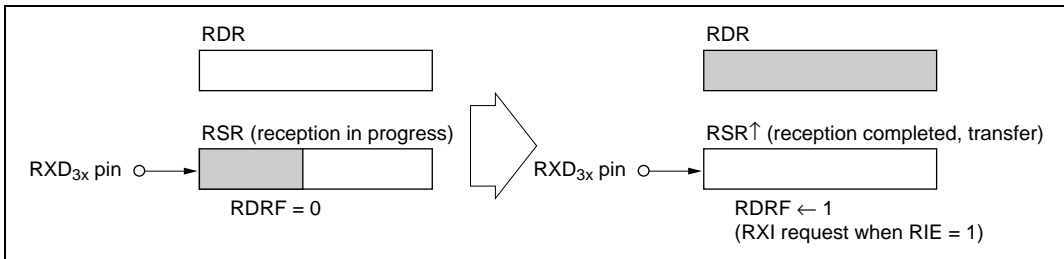 RDR
RSR (reception in progress)
RXD3x pin
RDRF = 0
RDR
RSR↑ (reception completed, transfer)
RXD3x pin
RDRF ← 1
(RXI request when RIE = 1)